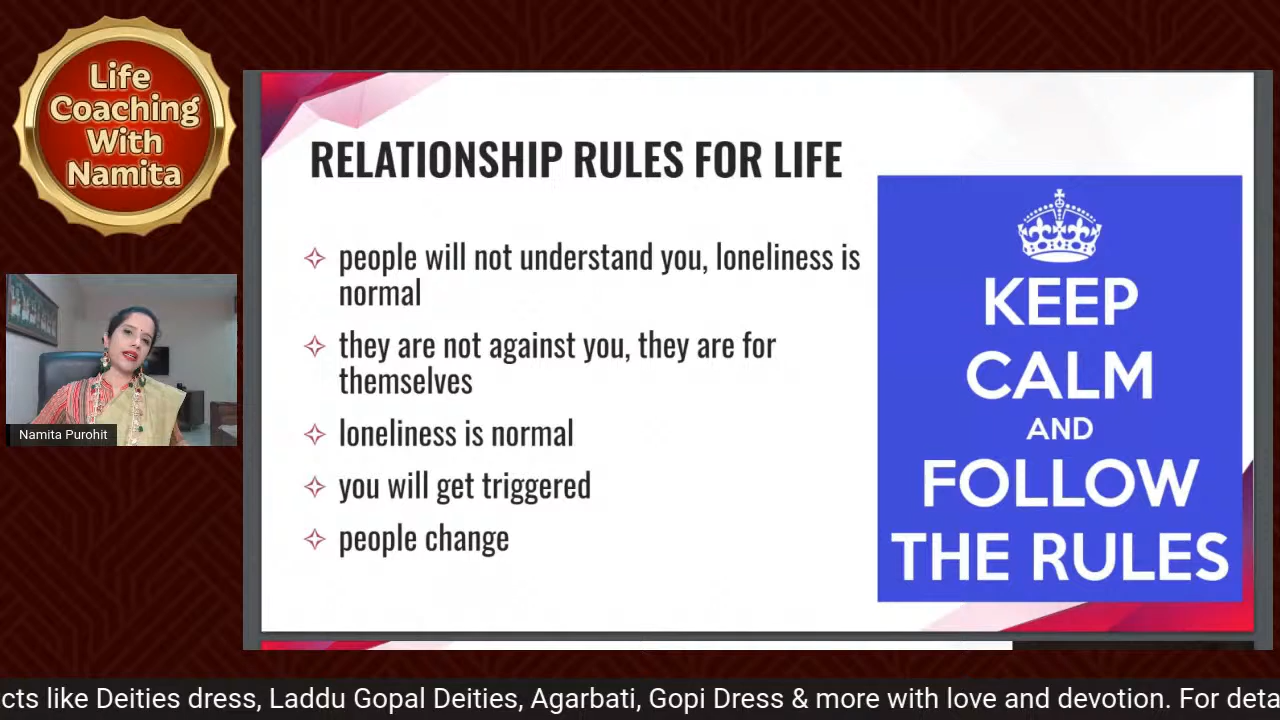 Life
Coaching
With
Namita
RELATIONSHIP RULES FOR LIFE
people will not understand you, loneliness is
normal
they are not against you, they are for
themselves
loneliness is normal
you will get triggered
people change
KEEP
CALM
AND
FOLLOW
THE RULES
Namita Purohit
cts like Deities dress, Laddu Gopal Deities, Agarbati, Gopi Dress & more with love and devotion. For deta